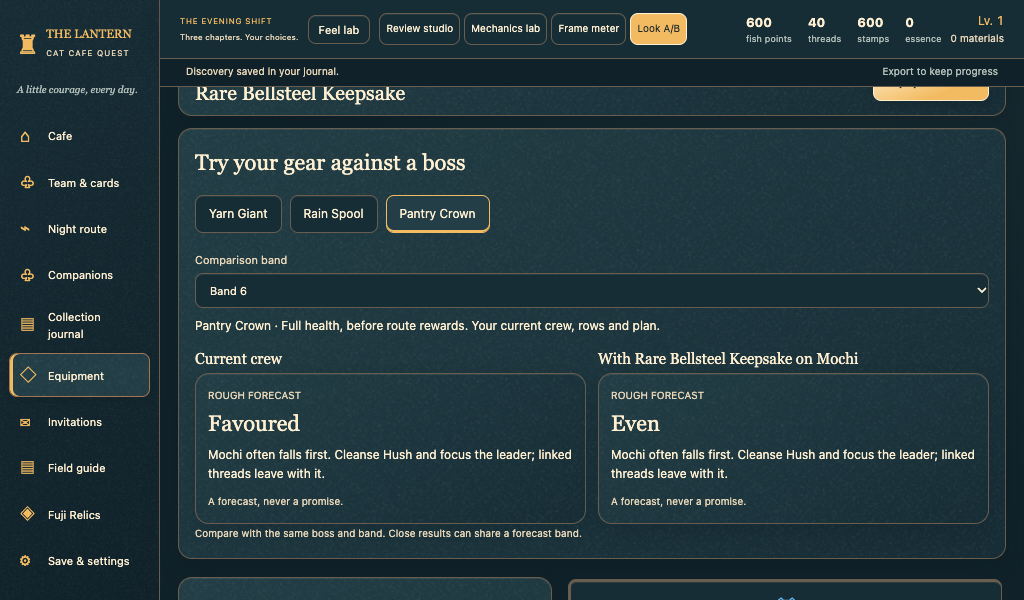 THE LANTERN
CAT CAFE QUEST
A little courage, every day.
Cafe
Team & cards
Night route
Companions
Collection
journal
Equipment
Invitations
Field guide
Fuji Relics
Save & settings
THE EVENING SHIFT
Three chapters. Your choices.
Feel lab
Review studio
Mechanics lab
Frame meter
Look A/B
600
fish points
40
threads
600
stamps
0
essence
Lv. 1
0 materials
Discovery saved in your journal.
Export to keep progress
Rare Bellsteel Keepsake
Try your gear against a boss
Yarn Giant
Rain Spool
Pantry Crown
Comparison band
Band 6
Pantry Crown · Full health, before route rewards. Your current crew, rows and plan.
Current crew
ROUGH FORECAST
Favoured
Mochi often falls first. Cleanse Hush and focus the leader; linked
threads leave with it.
A forecast, never a promise.
With Rare Bellsteel Keepsake on Mochi
ROUGH FORECAST
Even
Mochi often falls first. Cleanse Hush and focus the leader; linked
threads leave with it.
A forecast, never a promise.
Compare with the same boss and band. Close results can share a forecast band.